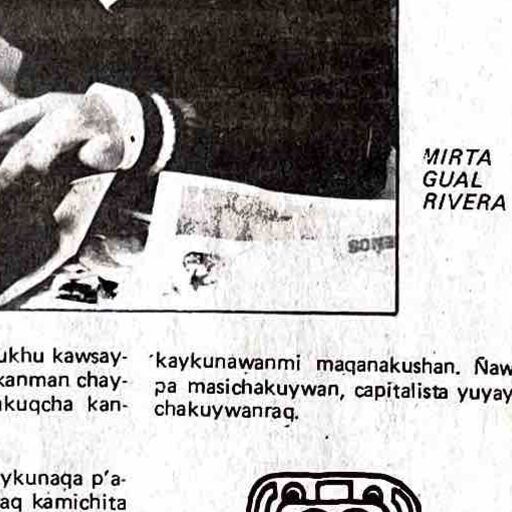 MIRTA
GUAL
RIVERA
ukhu kawsay-
kanman chay-
akuqcha kan-
ykunaqa p'a-
aq kamichita
kaykunawanmi maqanakushan. Ñaw
pa masichakuywan, capitalista yuyay
chakuywanraq.